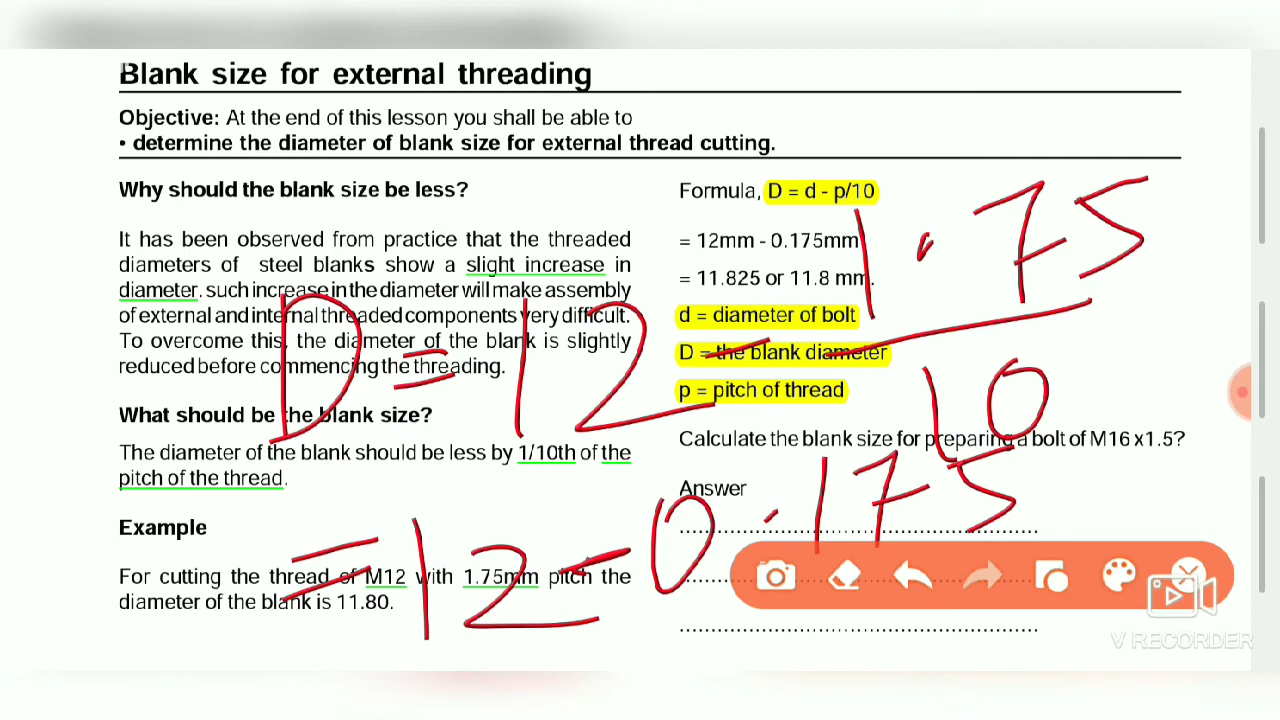 Blank size for external threading
Objective: At the end of this lesson you shall be able to
• determine the diameter of blank size for external thread cutting.
Why should the blank size be less?
It has been observed from practice that the threaded
diameters of steel blanks show a slight increase in
diameter. such increase in the diameter will make assembly
of external and internal threaded components very difficult.
To overcome this, the diameter of the blank is slightly
reduced before commencing the threading.
What should be the blank size?
The diameter of the blank should be less by 1/10th of the
pitch of the thread.
Example
For cutting the thread of M12 with 1.75mm pitch the
diameter of the blank is 11.80.
Formula, D = d - p/10
= 12mm - 0.175mm
= 11.825 or 11.8 mm.
d = diameter of bolt
D = the blank diameter
p = pitch of thread
Calculate the blank size for preparing a bolt of M16 x1.5?
Answer
D = 12 - 1.75
10
= 12 - 0.175
V RECORDER